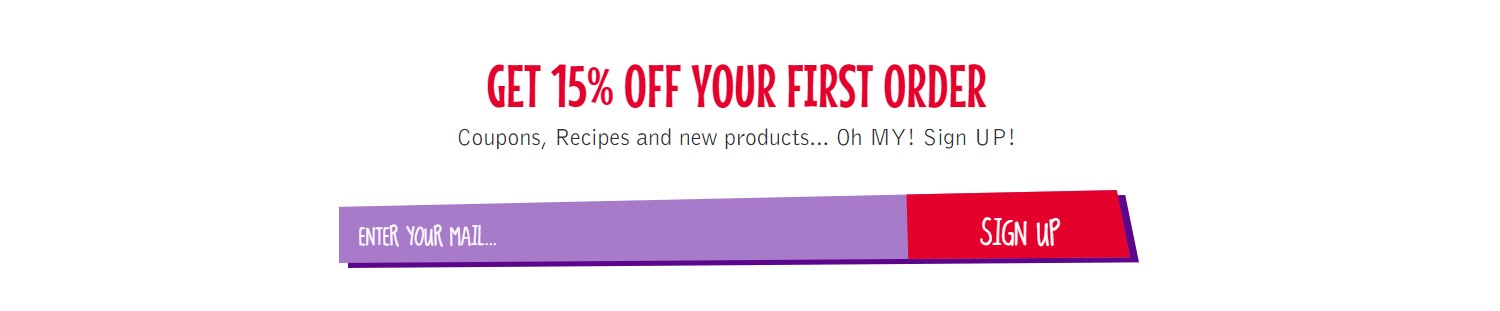 GET 15% OFF YOUR FIRST ORDER
Coupons, Recipes and new products... Oh MY! Sign UP!
ENTER YOUR MAIL... SIGN UP